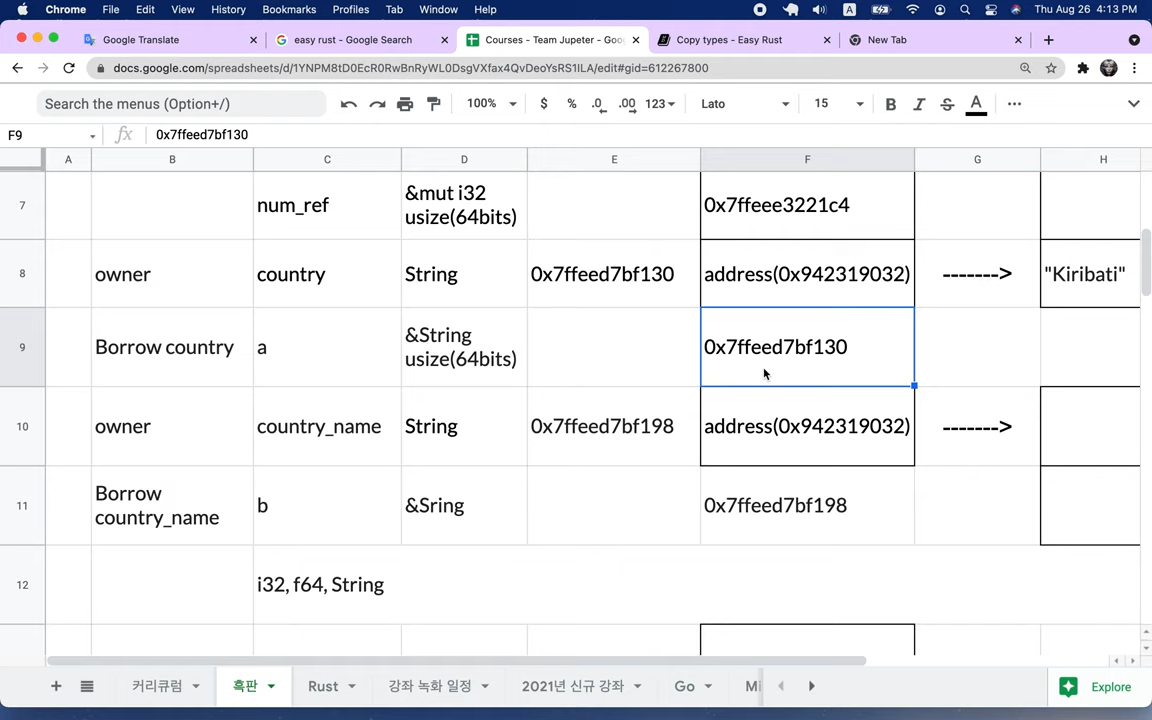 Chrome File Edit View History Bookmarks Profiles Tab Window Help A Thu Aug 26 4:13 PM
Google Translate easy rust - Google Search Courses - Team Jupeter - Goo Copy types - Easy Rust New Tab
docs.google.com/spreadsheets/d/1YNPM8tD0EcR0RwBnRyWL0DsgVXfax4QvDeoYsRS1ILA/edit#gid=612267800
Search the menus (Option+/) 100% $ % .0 .00 123 Lato 15 B I S A
F9 fx 0x7ffeed7bf130
A B C D E F G H
7 num_ref &mut i32
usize(64bits) 0x7ffeee3221c4
8 owner country String 0x7ffeed7bf130 address(0x942319032) -------> "Kiribati"
9 Borrow country a &String
usize(64bits) 0x7ffeed7bf130
10 owner country_name String 0x7ffeed7bf198 address(0x942319032) ------->
11 Borrow
country_name b &Sring 0x7ffeed7bf198
12 i32, f64, String
커리큘럼 흑판 Rust 강좌 녹화 일정 2021년 신규 강좌 Go Mi Explore